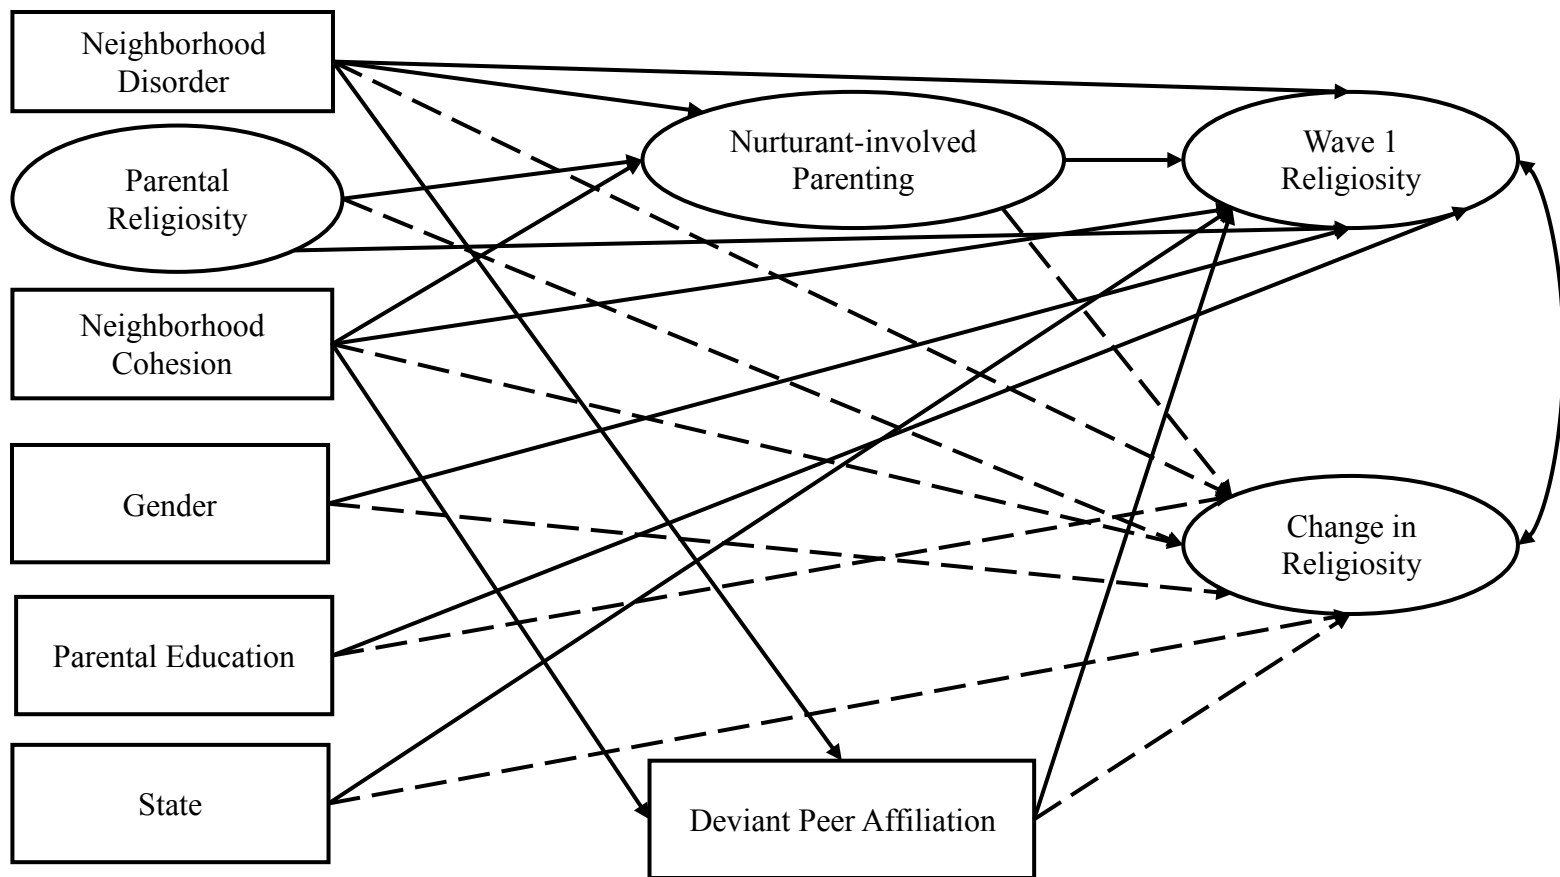 Neighborhood
Disorder
Parental
Religiosity
Neighborhood
Cohesion
Gender
Parental Education
State
Nurturant-involved
Parenting
Deviant Peer Affiliation
Wave 1
Religiosity
Change in
Religiosity